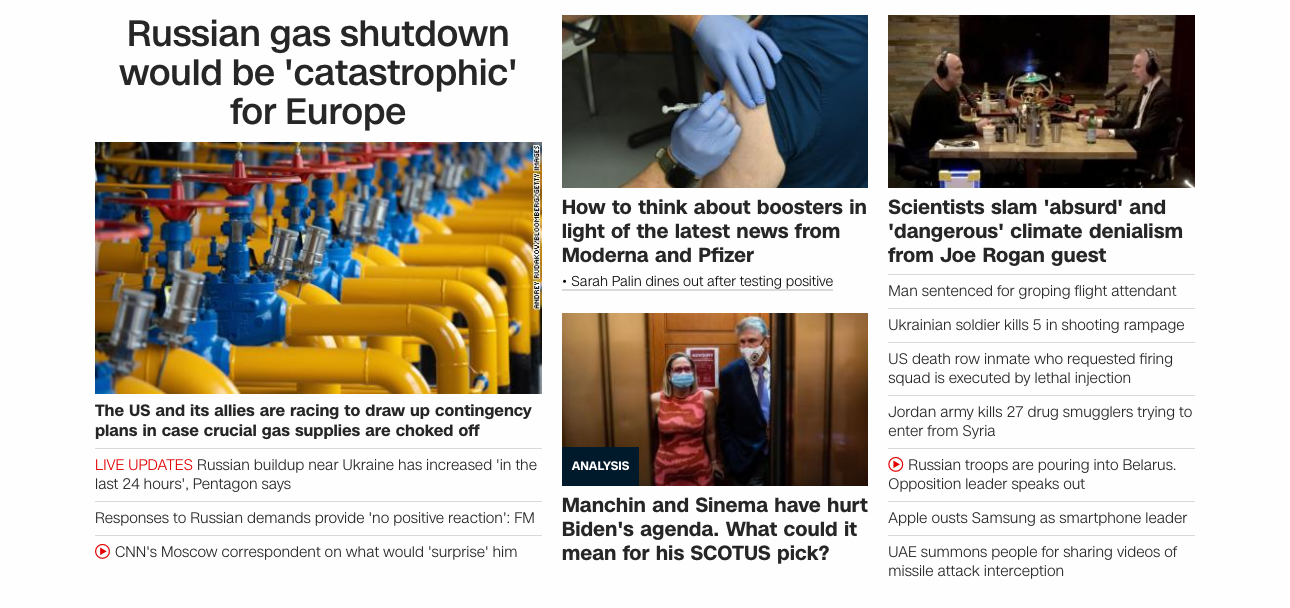 Russian gas shutdown
would be 'catastrophic'
for Europe
ANDREY RUDAKOV/BLOOMBERG/GETTY IMAGES
The US and its allies are racing to draw up contingency
plans in case crucial gas supplies are choked off
LIVE UPDATES Russian buildup near Ukraine has increased 'in the
last 24 hours', Pentagon says
Responses to Russian demands provide 'no positive reaction': FM
CNN's Moscow correspondent on what would 'surprise' him
How to think about boosters in
light of the latest news from
Moderna and Pfizer
• Sarah Palin dines out after testing positive
ANALYSIS
Manchin and Sinema have hurt
Biden's agenda. What could it
mean for his SCOTUS pick?
Scientists slam 'absurd' and
'dangerous' climate denialism
from Joe Rogan guest
Man sentenced for groping flight attendant
Ukrainian soldier kills 5 in shooting rampage
US death row inmate who requested firing
squad is executed by lethal injection
Jordan army kills 27 drug smugglers trying to
enter from Syria
Russian troops are pouring into Belarus.
Opposition leader speaks out
Apple ousts Samsung as smartphone leader
UAE summons people for sharing videos of
missile attack interception